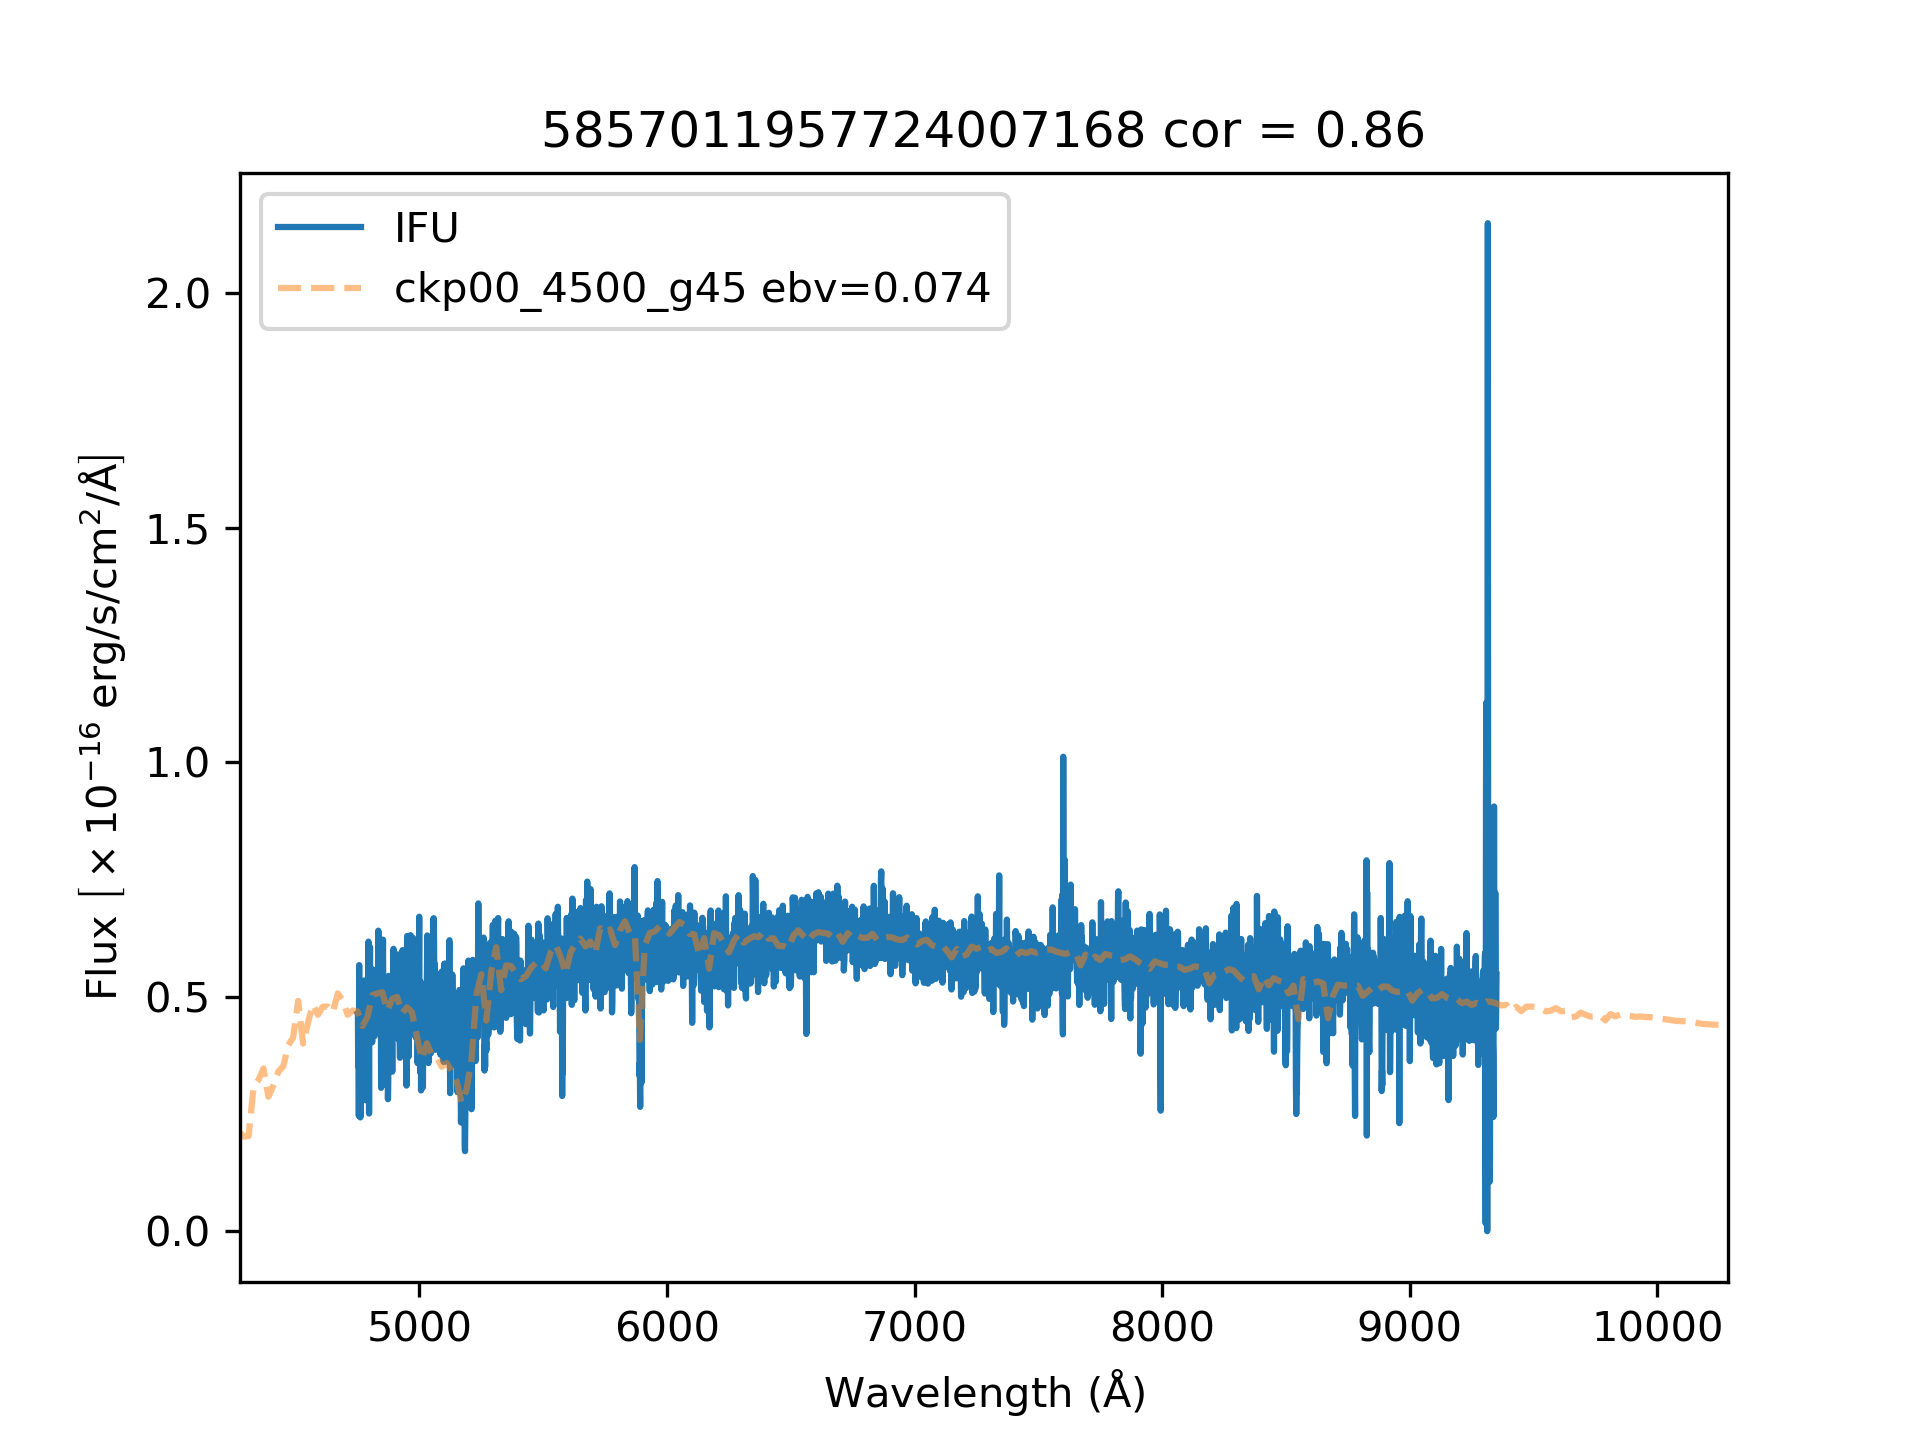 5857011957724007168 cor = 0.86
IFU
ckp00_4500_g45 ebv=0.074
Flux [×10⁻¹⁶ erg/s/cm²/Å]
2.0
1.5
1.0
0.5
0.0
5000 6000 7000 8000 9000 10000
Wavelength (Å)